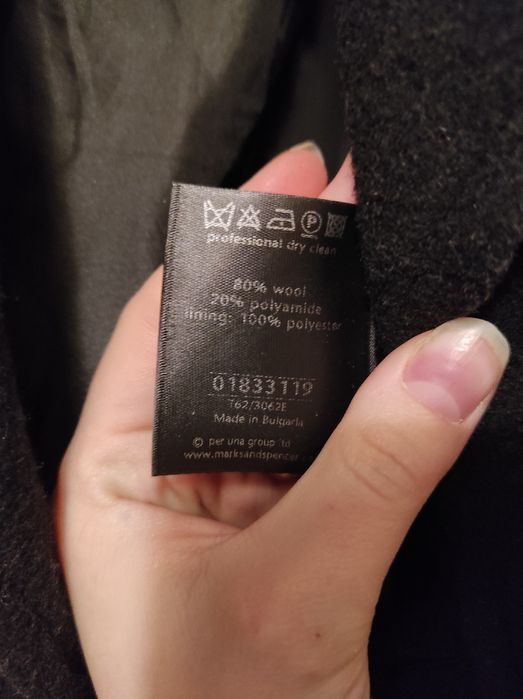 P
professional dry clean
80% wool
20% polyamide
lining: 100% polyester
01833119
T62/3062E
Made in Bulgaria
© per una group ltd
www.marksandspencer.